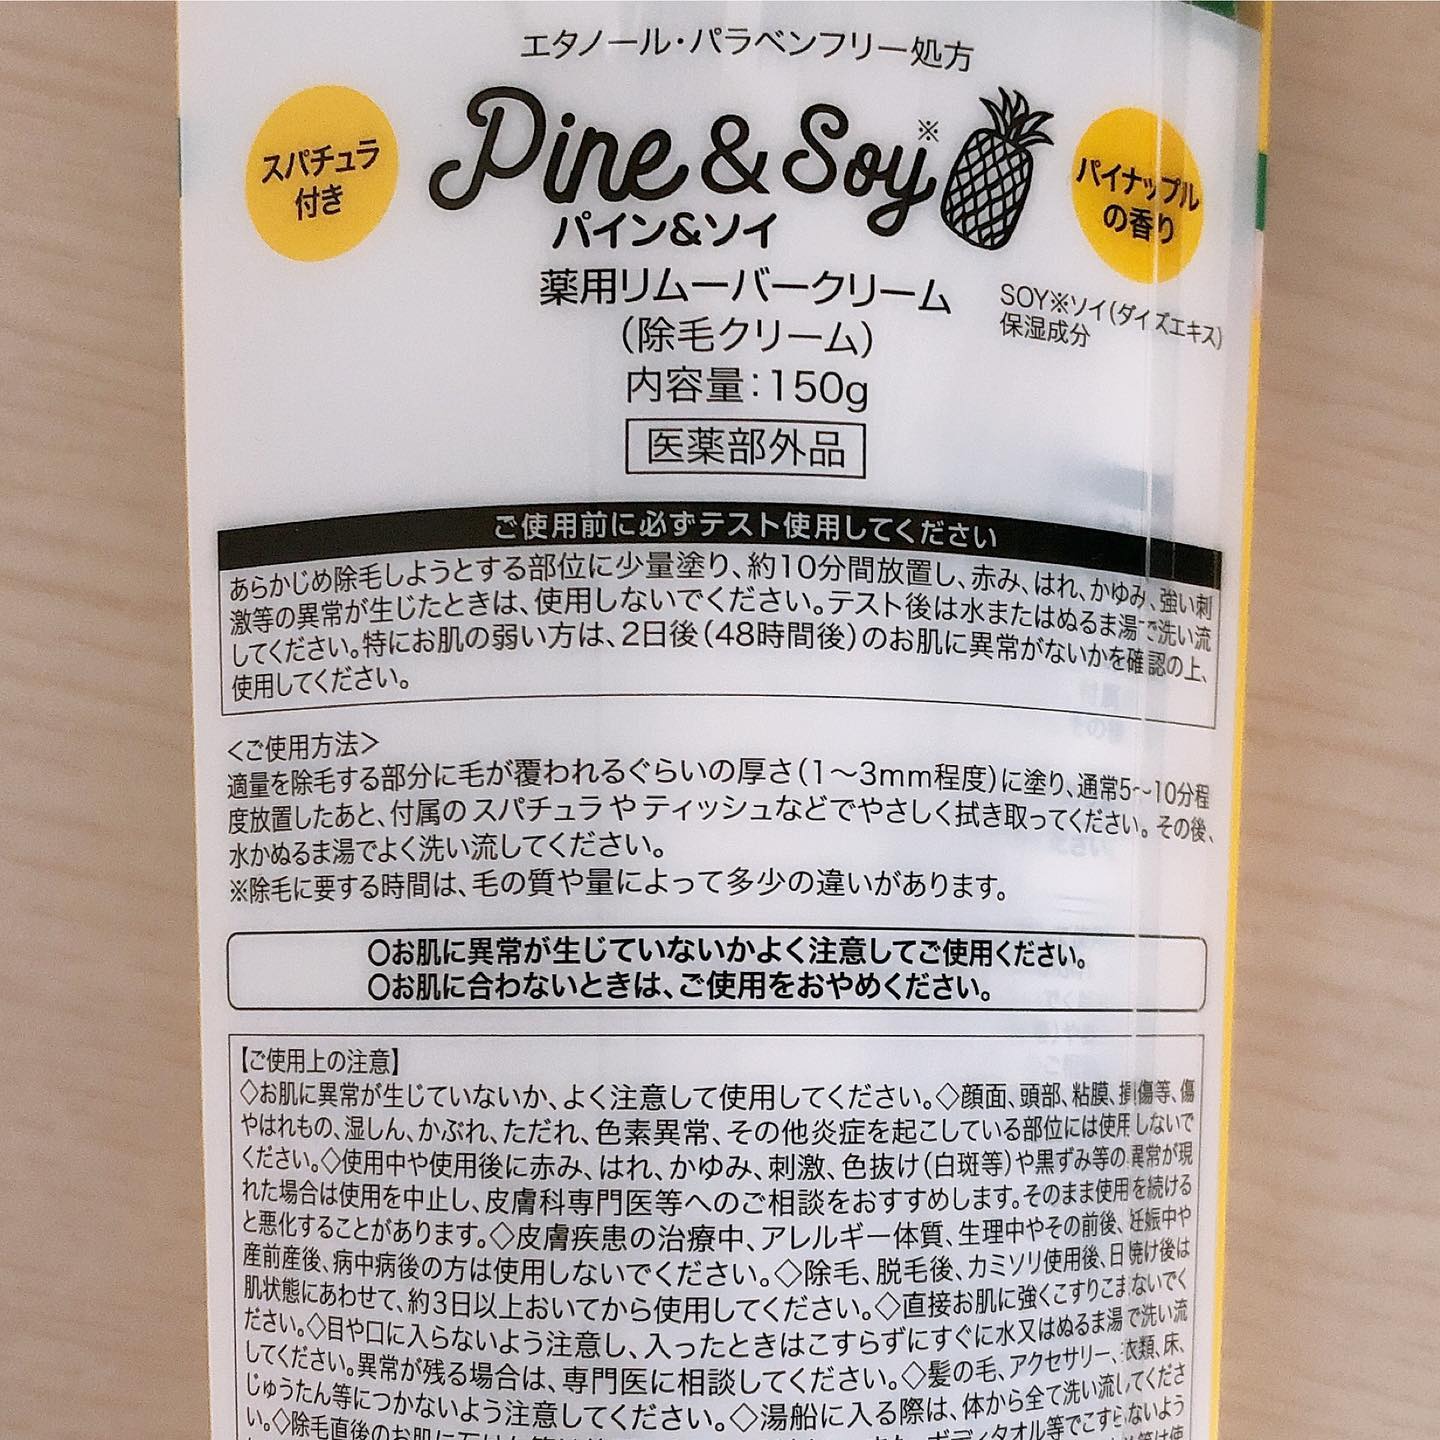 エタノール・パラベンフリー処方
スパチュラ
付き
Pine & Soy※
パイナップル
の香り
パイン&ソイ
薬用リムーバークリーム
(除毛クリーム)
SOY※ソイ(ダイズエキス)
保湿成分
内容量:150g
医薬部外品
ご使用前に必ずテスト使用してください
あらかじめ除毛しようとする部位に少量塗り、約10分間放置し、赤み、はれ、かゆみ、強い刺
激等の異常が生じたときは、使用しないでください。テスト後は水またはぬるま湯で洗い流
してください。特にお肌の弱い方は、2日後(48時間後)のお肌に異常がないかを確認の上、
使用してください。
<ご使用方法>
適量を除毛する部分に毛が覆われるぐらいの厚さ(1～3mm程度)に塗り、通常5～10分程
度放置したあと、付属のスパチュラやティッシュなどでやさしく拭き取ってください。その後、
水かぬるま湯でよく洗い流してください。
※除毛に要する時間は、毛の質や量によって多少の違いがあります。
○お肌に異常が生じていないかよく注意してご使用ください。
○お肌に合わないときは、ご使用をおやめください。
【ご使用上の注意】
◇お肌に異常が生じていないか、よく注意して使用してください。◇顔面、頭部、粘膜、損傷等、傷
やはれもの、湿しん、かぶれ、ただれ、色素異常、その他炎症を起こしている部位には使用しないで
ください。◇使用中や使用後に赤み、はれ、かゆみ、刺激、色抜け(白斑等)や黒ずみ等の異常が現
れた場合は使用を中止し、皮膚科専門医等へのご相談をおすすめします。そのまま使用を続ける
と悪化することがあります。◇皮膚疾患の治療中、アレルギー体質、生理中やその前後、妊娠中や
産前産後、病中病後の方は使用しないでください。◇除毛、脱毛後、カミソリ使用後、日焼け後は
肌状態にあわせて、約3日以上おいてから使用してください。◇直接お肌に強くこすりこまないでく
ださい。◇目や口に入らないよう注意し、入ったときはこすらずにすぐに水又はぬるま湯で洗い流
してください。異常が残る場合は、専門医に相談してください。◇髪の毛、アクセサリー、衣類、床、
じゅうたん等につかないよう注意してください。◇湯船に入る際は、体から全て洗い流してくださ
い。◇除毛直後のお肌に
ボディタオル等でこすらないよう